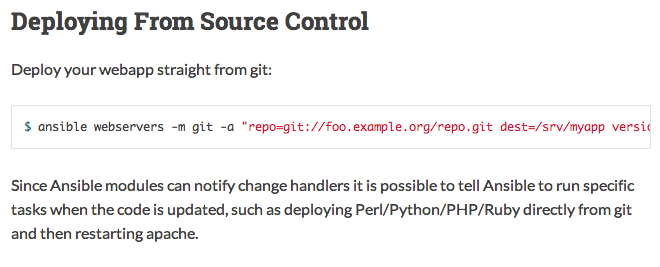 Deploying From Source Control
Deploy your webapp straight from git:
$ ansible webservers -m git -a "repo=git://foo.example.org/repo.git dest=/srv/myapp versic
Since Ansible modules can notify change handlers it is possible to tell Ansible to run specific
tasks when the code is updated, such as deploying Perl/Python/PHP/Ruby directly from git
and then restarting apache.